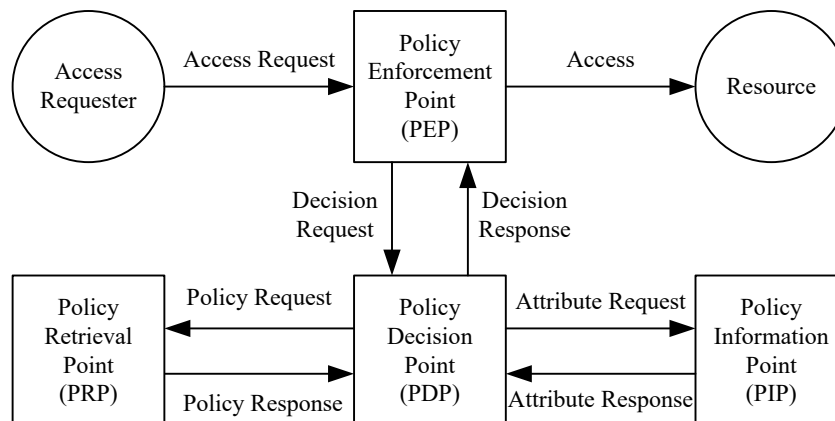 Access
Requester
Access Request
Policy
Enforcement
Point
(PEP)
Access
Resource
Decision
Request
Decision
Response
Policy
Retrieval
Point
(PRP)
Policy Request
Policy Response
Policy
Decision
Point
(PDP)
Attribute Request
Attribute Response
Policy
Information
Point
(PIP)